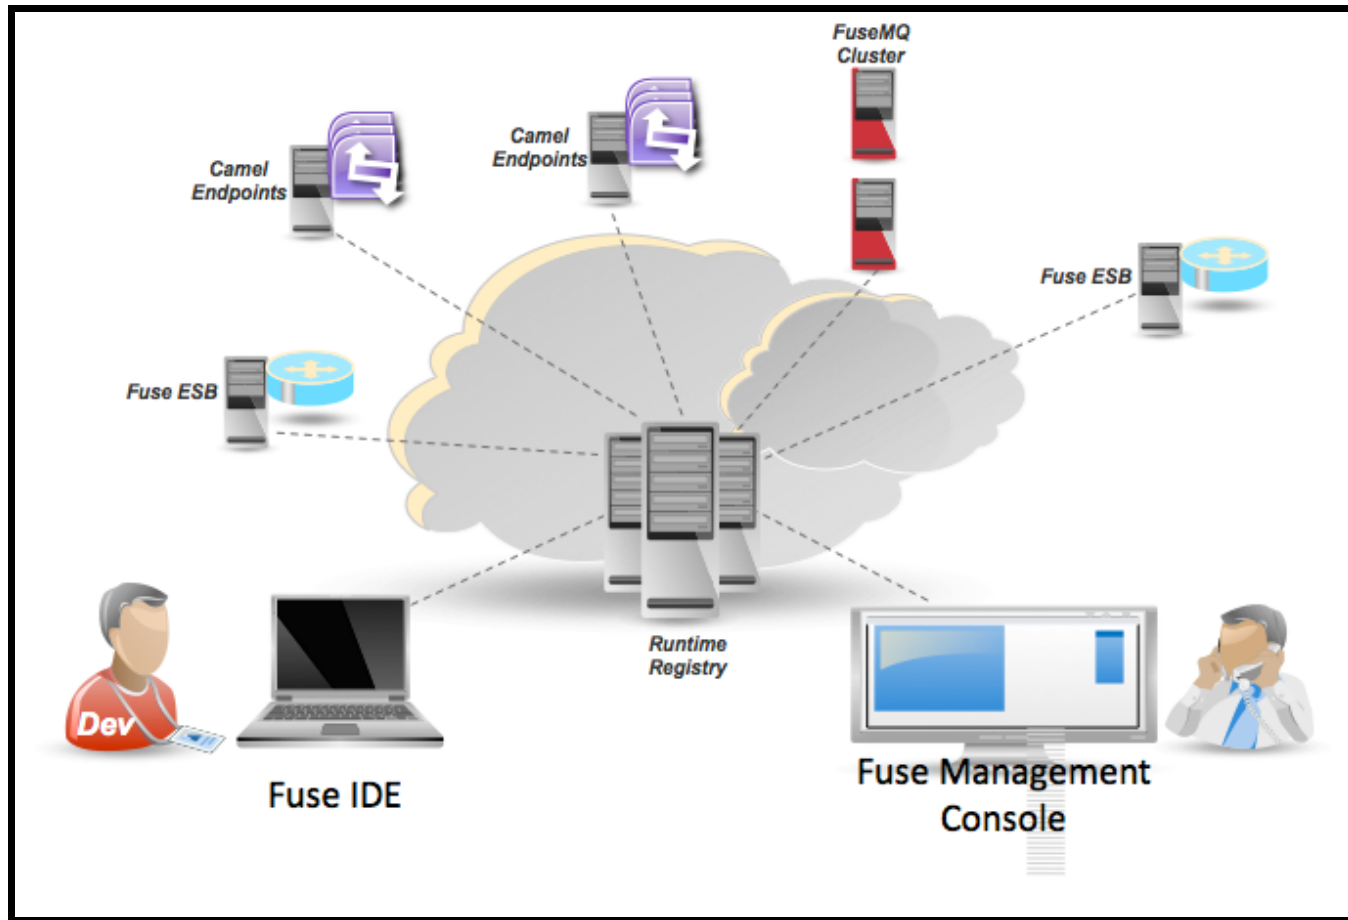 FuseMQ
Cluster
Camel
Endpoints
Camel
Endpoints
Fuse ESB
Fuse ESB
Runtime
Registry
Dev
Fuse IDE
Fuse Management
Console